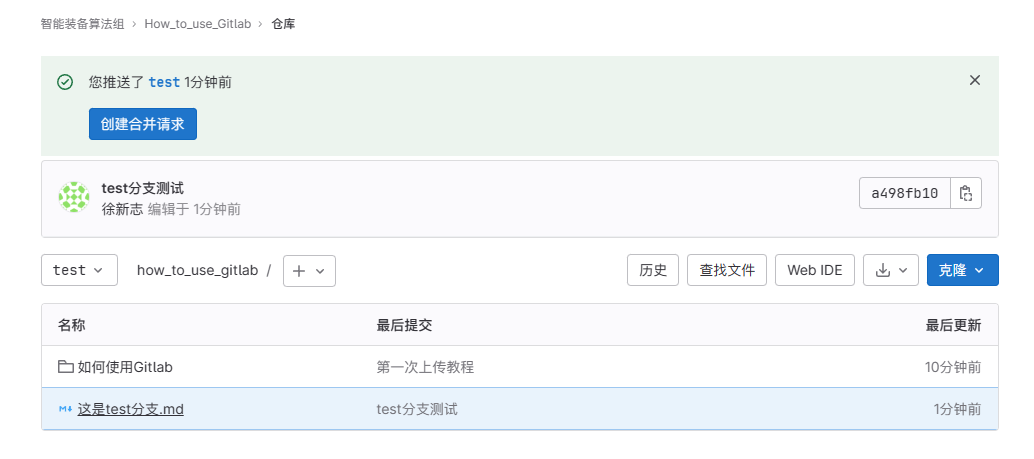 智能装备算法组 › How_to_use_Gitlab › 仓库
您推送了 test 1分钟前
创建合并请求
test分支测试
徐新志 编辑于 1分钟前
a498fb10
test how_to_use_gitlab / + 历史 查找文件 Web IDE 克隆
名称 最后提交 最后更新
如何使用Gitlab 第一次上传教程 10分钟前
M↓ 这是test分支.md test分支测试 1分钟前